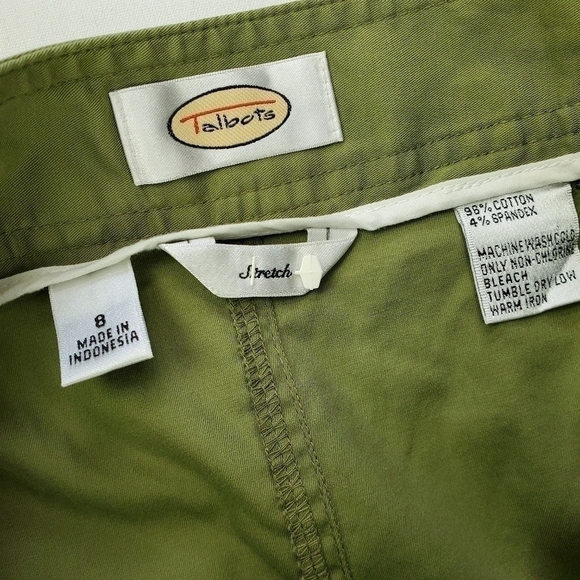 Talbots
Stretch
8
MADE IN
INDONESIA
96% COTTON
4% SPANDEX
MACHINE WASH COLD
ONLY NON-CHLORINE
BLEACH
TUMBLE DRY LOW
WARM IRON